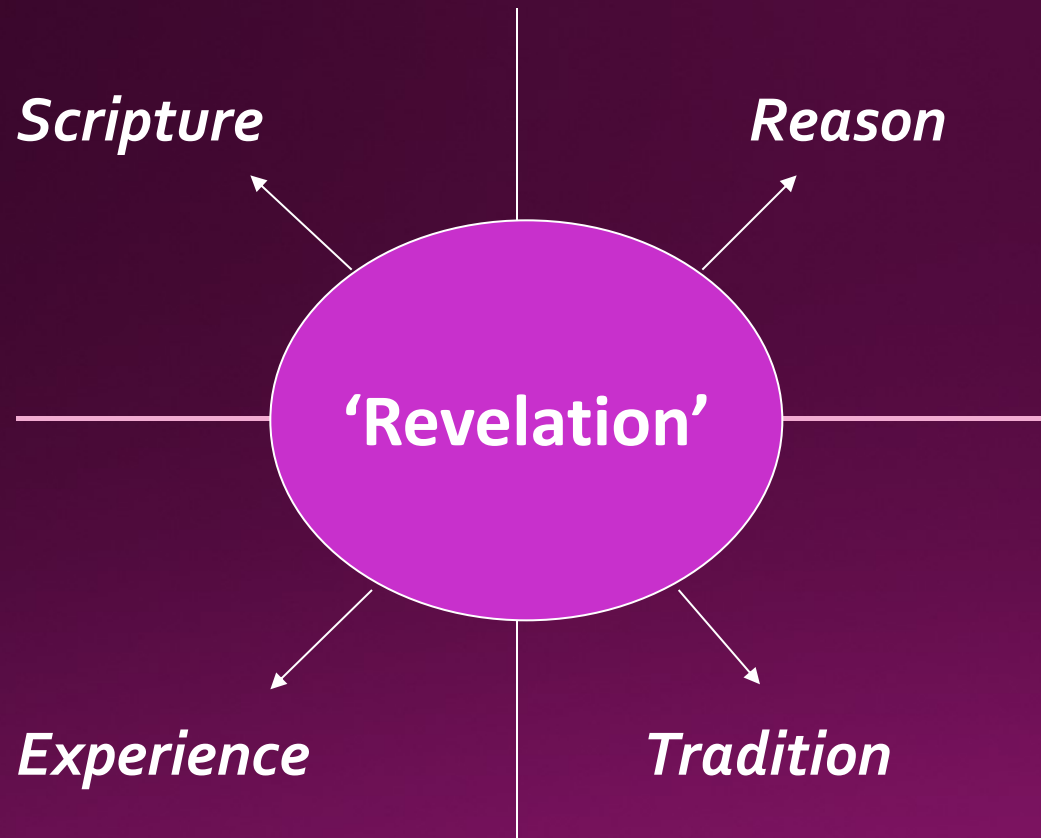 Scripture
Reason
‘Revelation’
Experience
Tradition